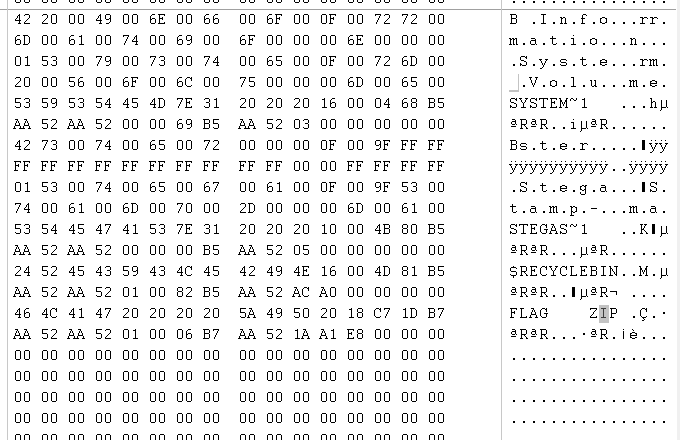 42 20 00 49 00 6E 00 66 00 6F 00 0F 00 72 72 00 B .I.n.f.o...rr.
6D 00 61 00 74 00 69 00 6F 00 00 00 6E 00 00 00 m.a.t.i.o...n...
01 53 00 79 00 73 00 74 00 65 00 0F 00 72 6D 00 .S.y.s.t.e...rm.
20 00 56 00 6F 00 6C 00 75 00 00 00 6D 00 65 00 .V.o.l.u...m.e.
53 59 53 54 45 4D 7E 31 20 20 20 16 00 04 68 B5 SYSTEM~1 ...hµ
AA 52 AA 52 00 00 69 B5 AA 52 03 00 00 00 00 00 ªRªR..iµªR......
42 73 00 74 00 65 00 72 00 00 00 0F 00 9F FF FF Bs.t.e.r.....ÿÿ
FF FF FF FF FF FF FF FF FF FF 00 00 FF FF FF FF ÿÿÿÿÿÿÿÿÿÿ..ÿÿÿÿ
01 53 00 74 00 65 00 67 00 61 00 0F 00 9F 53 00 .S.t.e.g.a...S.
74 00 61 00 6D 00 70 00 2D 00 00 00 6D 00 61 00 t.a.m.p.-...m.a.
53 54 45 47 41 53 7E 31 20 20 20 10 00 4B 80 B5 STEGAS~1 ..Kµ
AA 52 AA 52 00 00 00 B5 AA 52 05 00 00 00 00 00 ªRªR...µªR......
24 52 45 43 59 43 4C 45 42 49 4E 16 00 4D 81 B5 $RECYCLEBIN..M.µ
AA 52 AA 52 01 00 82 B5 AA 52 AC A0 00 00 00 00 ªRªR..µªR¬ ....
46 4C 41 47 20 20 20 20 5A 49 50 20 18 C7 1D B7 FLAG ZIP .Ç.·
AA 52 AA 52 01 00 06 B7 AA 52 1A A1 E8 00 00 00 ªRªR...·ªR.¡è...
00 00 00 00 00 00 00 00 00 00 00 00 00 00 00 00 ................
00 00 00 00 00 00 00 00 00 00 00 00 00 00 00 00 ................
00 00 00 00 00 00 00 00 00 00 00 00 00 00 00 00 ................
00 00 00 00 00 00 00 00 00 00 00 00 00 00 00 00 ................